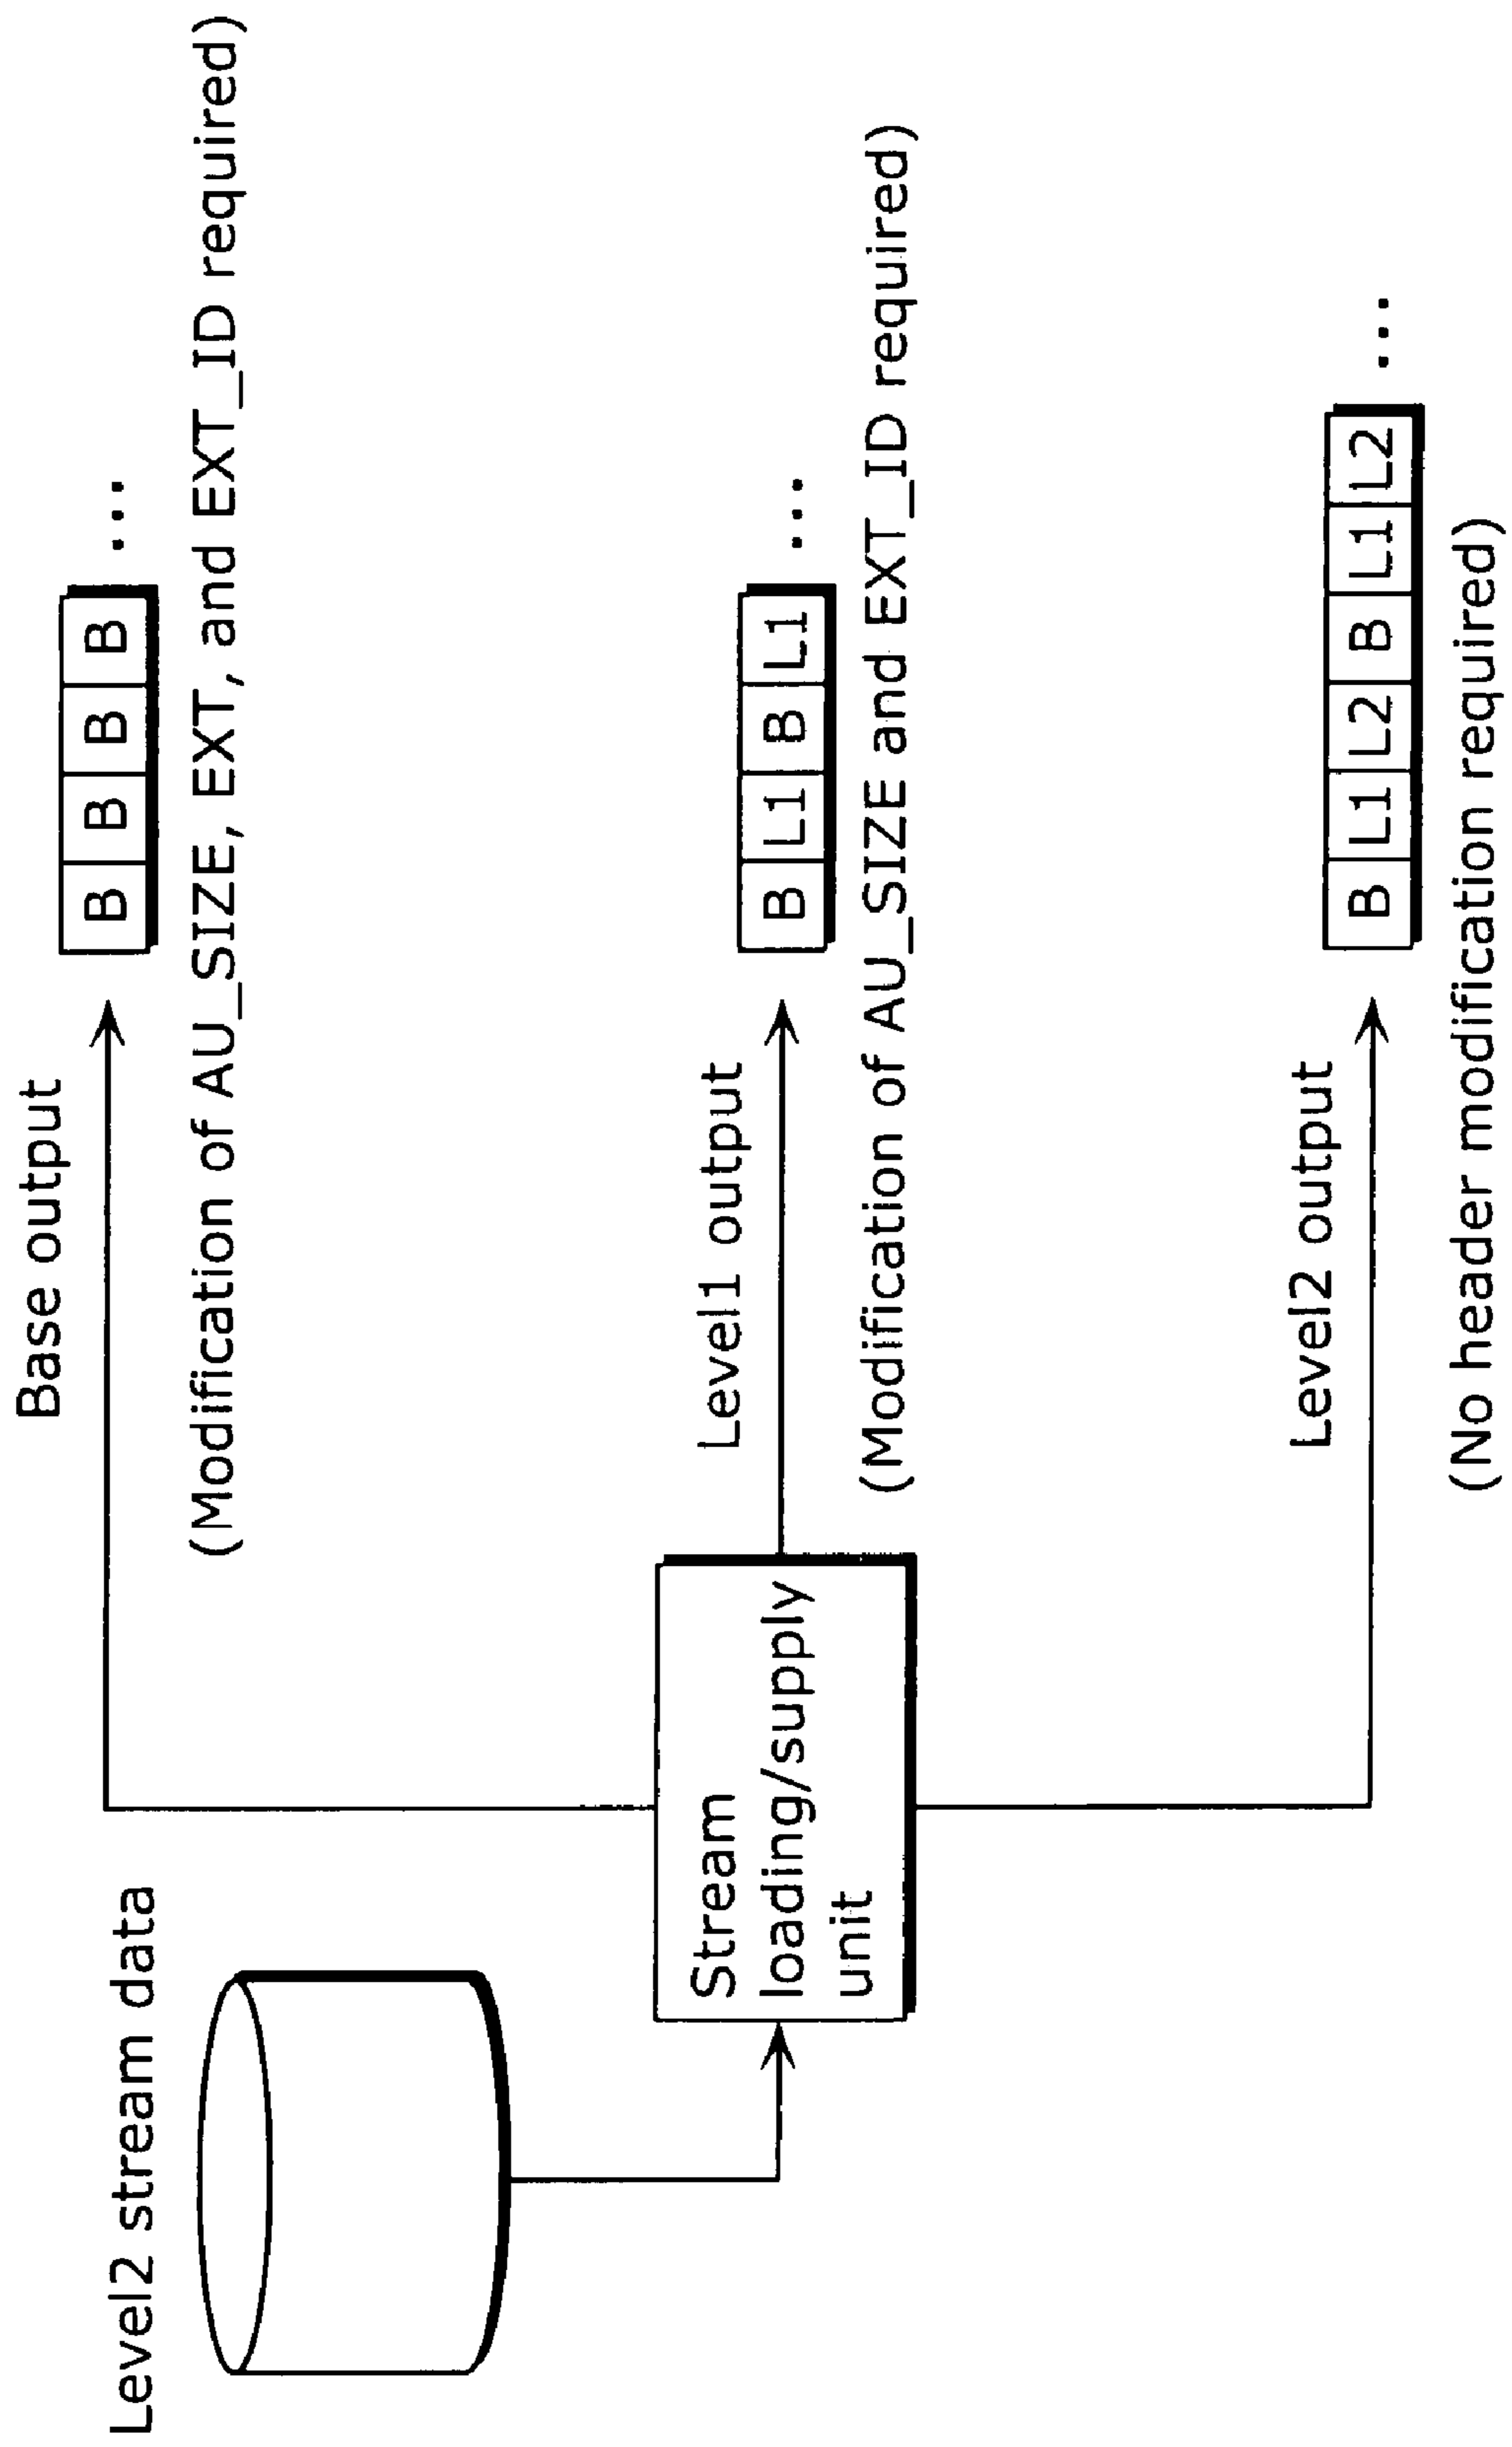 Level2 stream data
Stream
loading/supply
unit
Base output
B B B B ...
(Modification of AU_SIZE, EXT, and EXT_ID required)
Level1 output
B L1 B L1 ...
(Modification of AU_SIZE and EXT_ID required)
Level2 output
B L1 L2 B L1 L2 ...
(No header modification required)